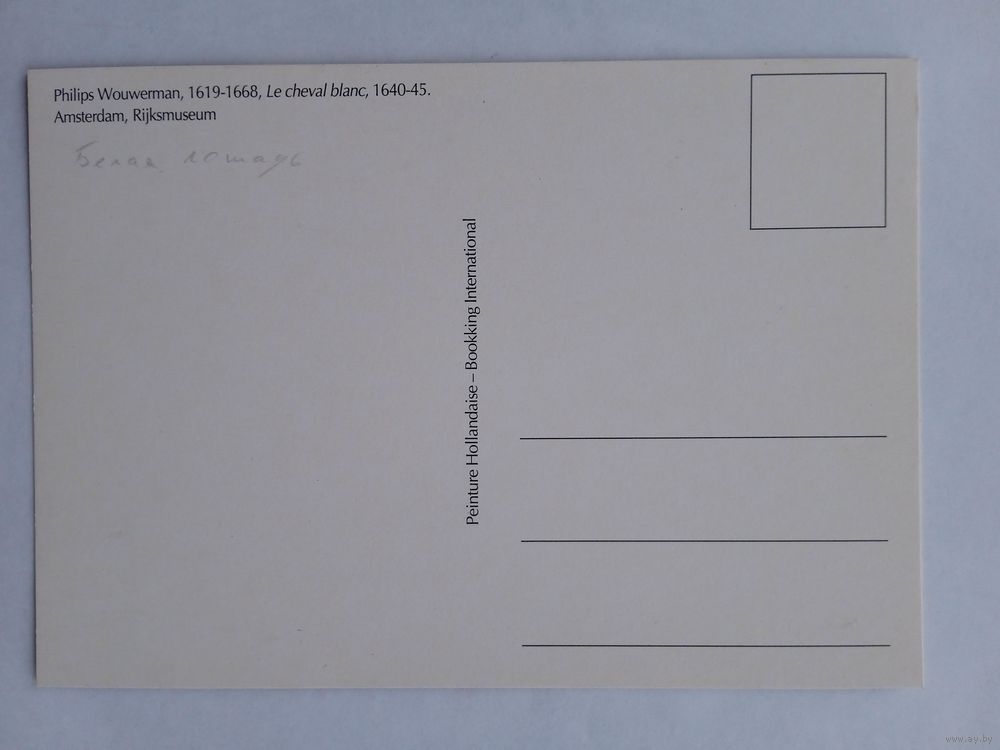 Philips Wouwerman, 1619-1668, Le cheval blanc, 1640-45.
Amsterdam, Rijksmuseum
Белая лошадь
Peinture Hollandaise – Bookking International
www.ay.by